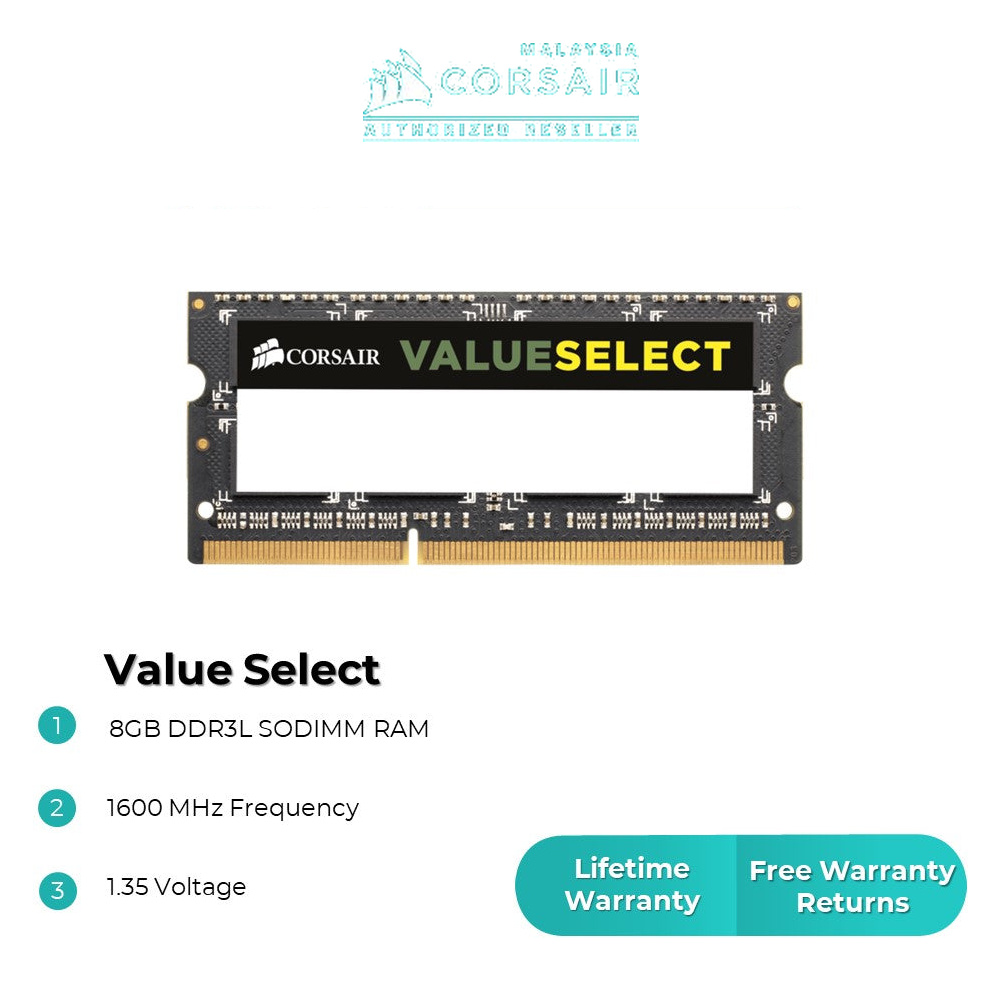 MALAYSIA
CORSAIR
AUTHORIZED RESELLER
CORSAIR VALUESELECT
Value Select
1 8GB DDR3L SODIMM RAM
2 1600 MHz Frequency
3 1.35 Voltage
Lifetime
Warranty
Free Warranty
Returns